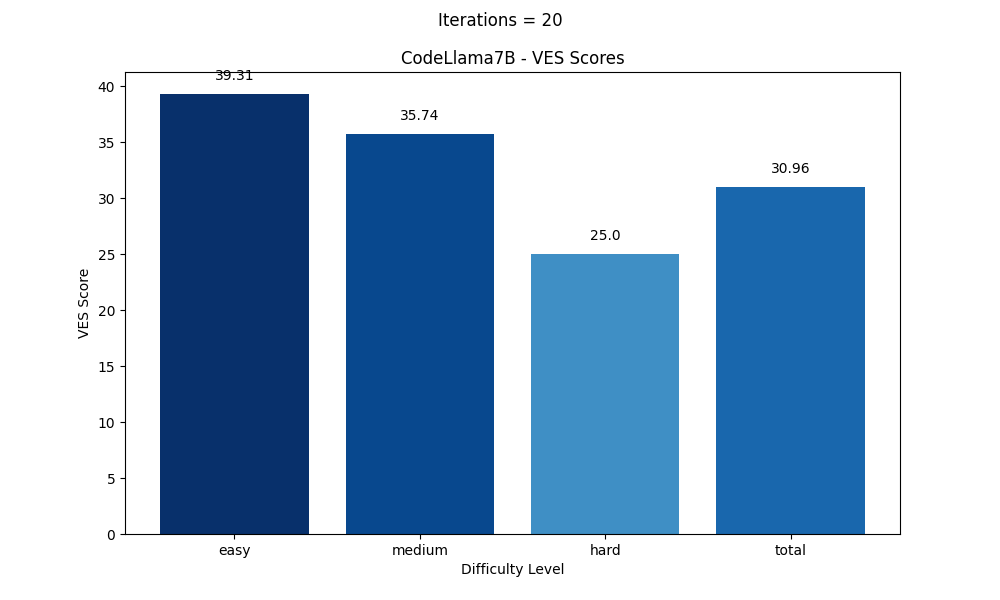 Iterations = 20
CodeLlama7B - VES Scores
39.31
35.74
25.0
30.96
40
35
30
25
20
15
10
5
0
VES Score
easy medium hard total
Difficulty Level